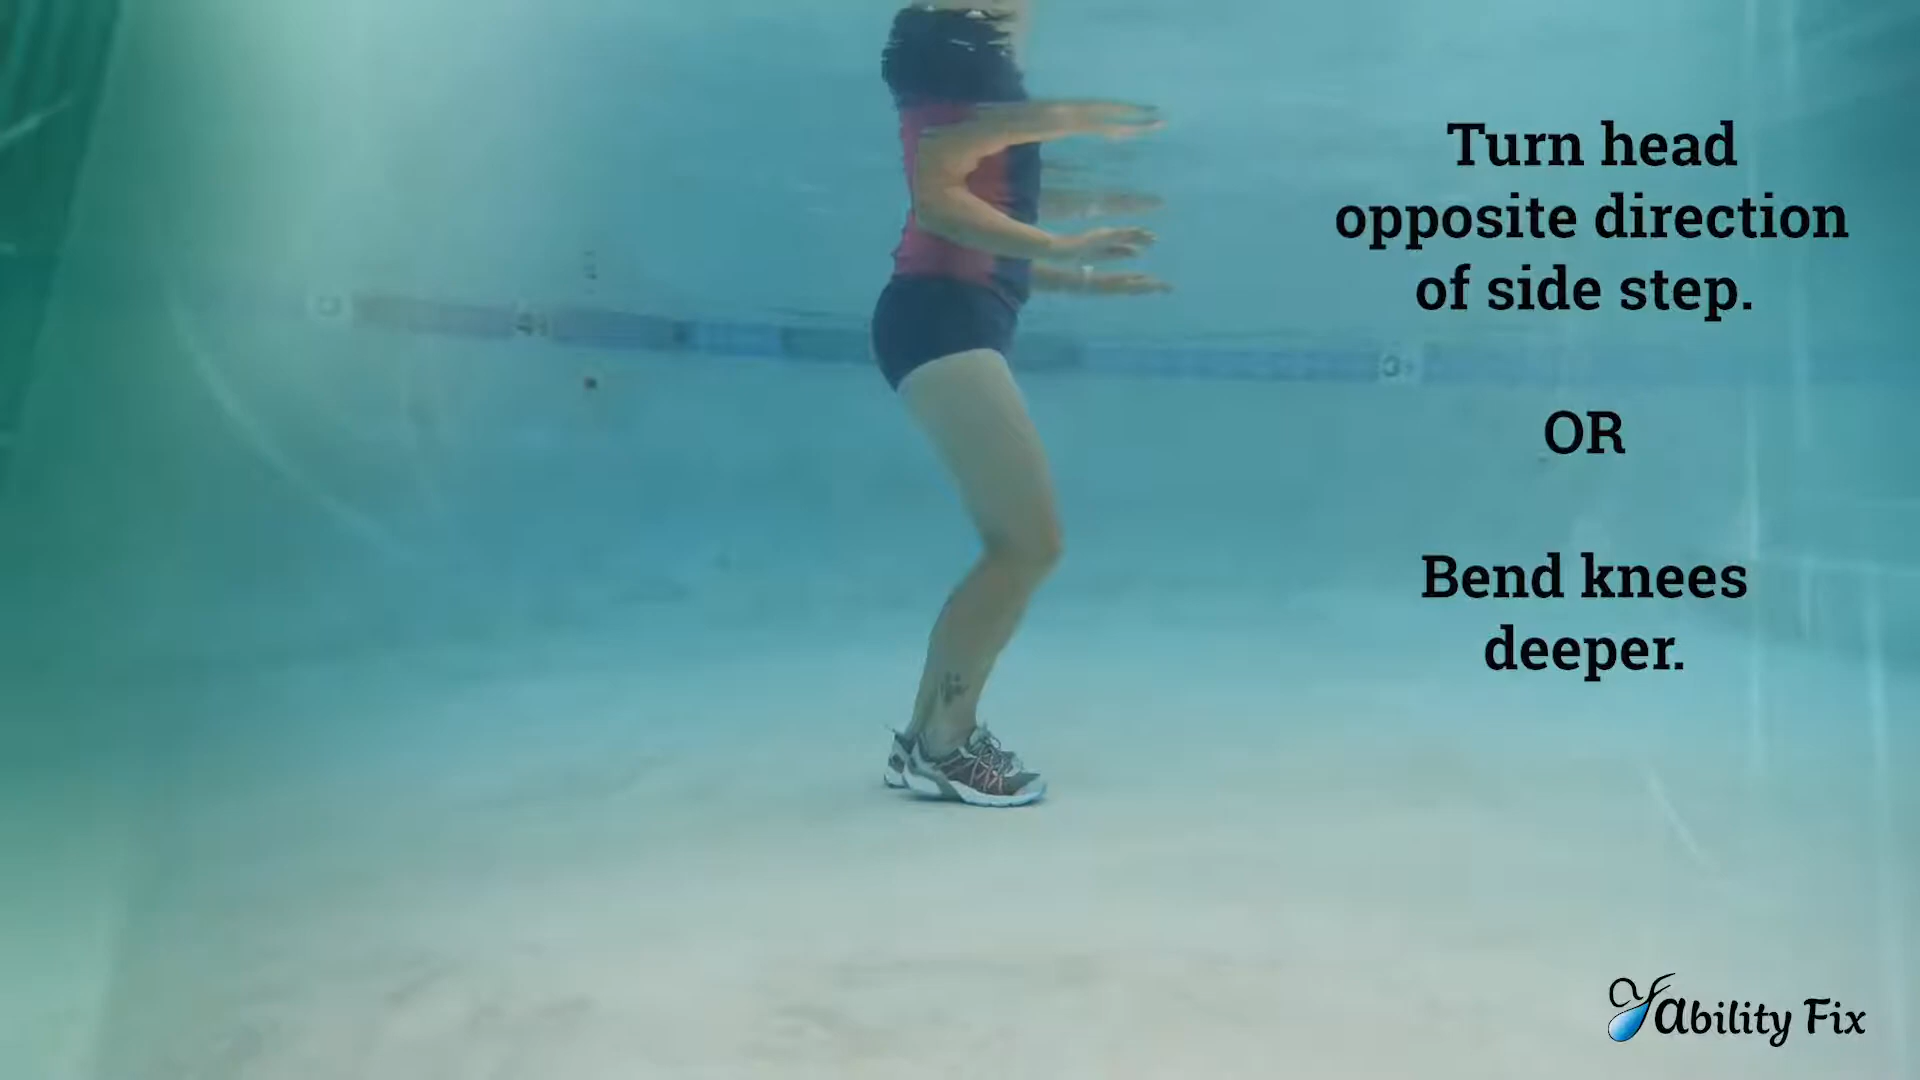 Turn head
opposite direction
of side step.
OR
Bend knees
deeper.
ability Fix